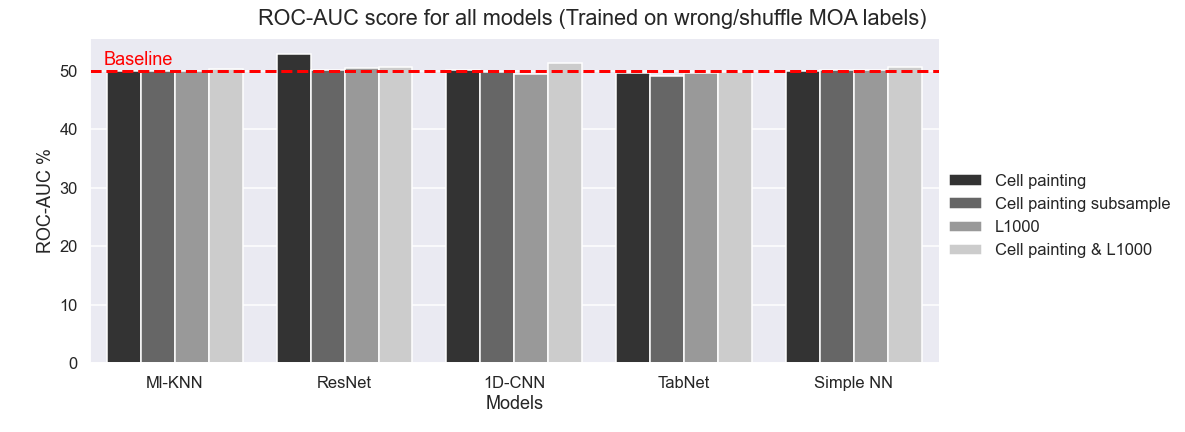 ROC-AUC score for all models (Trained on wrong/shuffle MOA labels)
Baseline
50
40
30
20
10
0
ROC-AUC %
Ml-KNN
ResNet
1D-CNN
TabNet
Simple NN
Models
Cell painting
Cell painting subsample
L1000
Cell painting & L1000